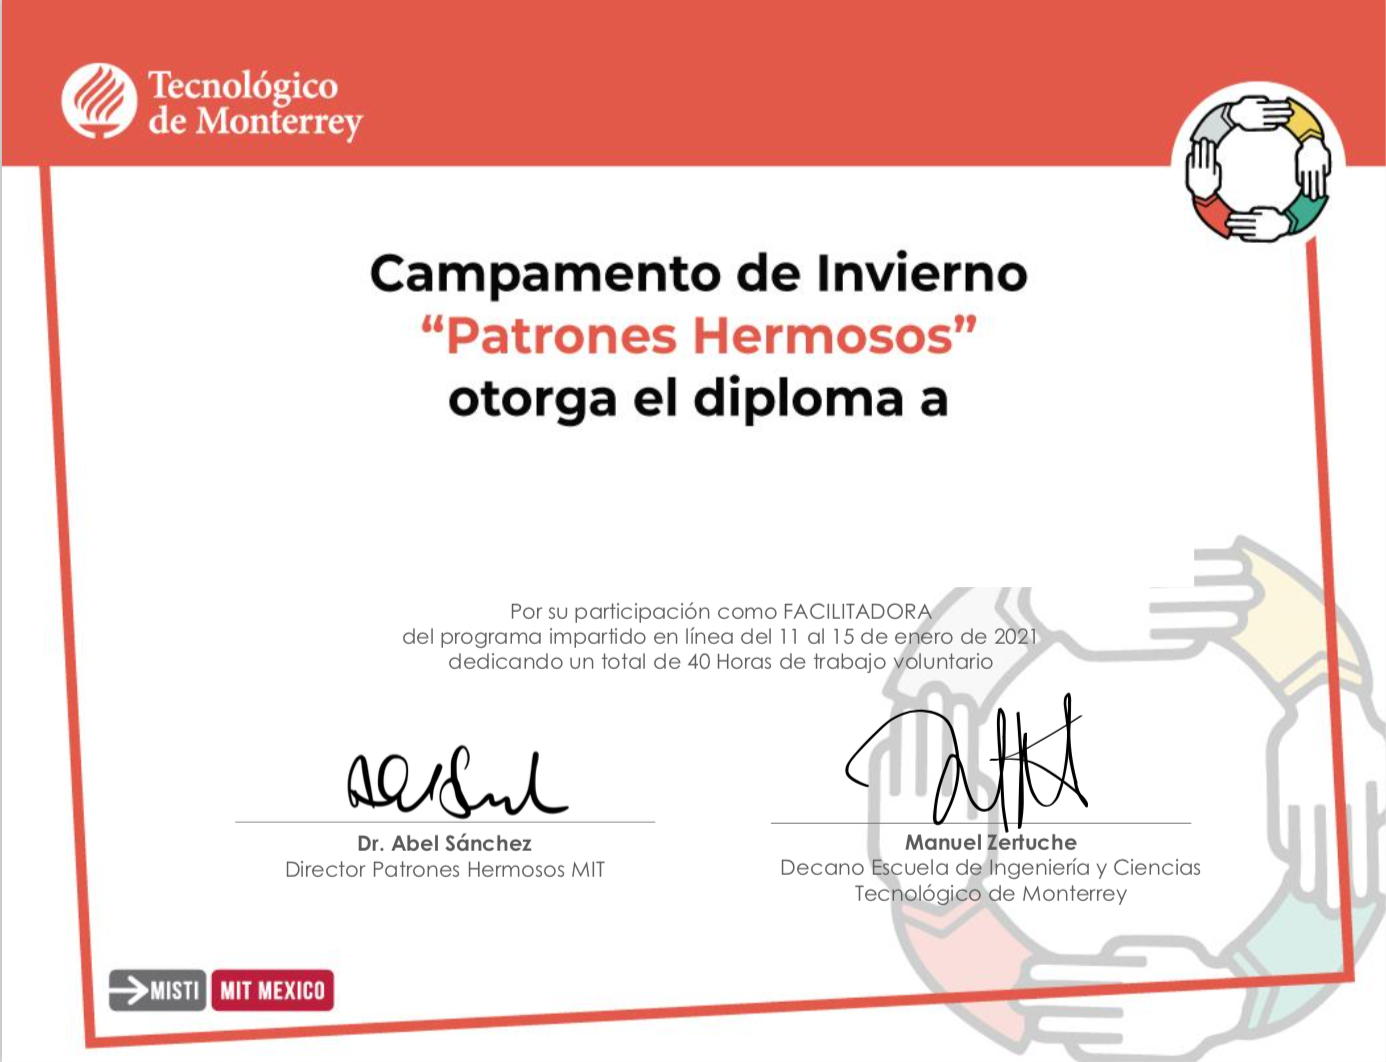 Tecnológico
de Monterrey
Campamento de Invierno
“Patrones Hermosos”
otorga el diploma a
Por su participación como FACILITADORA
del programa impartido en línea del 11 al 15 de enero de 2021
dedicando un total de 40 Horas de trabajo voluntario
Dr. Abel Sánchez
Director Patrones Hermosos MIT
Manuel Zertuche
Decano Escuela de Ingeniería y Ciencias
Tecnológico de Monterrey
MISTI MIT MEXICO